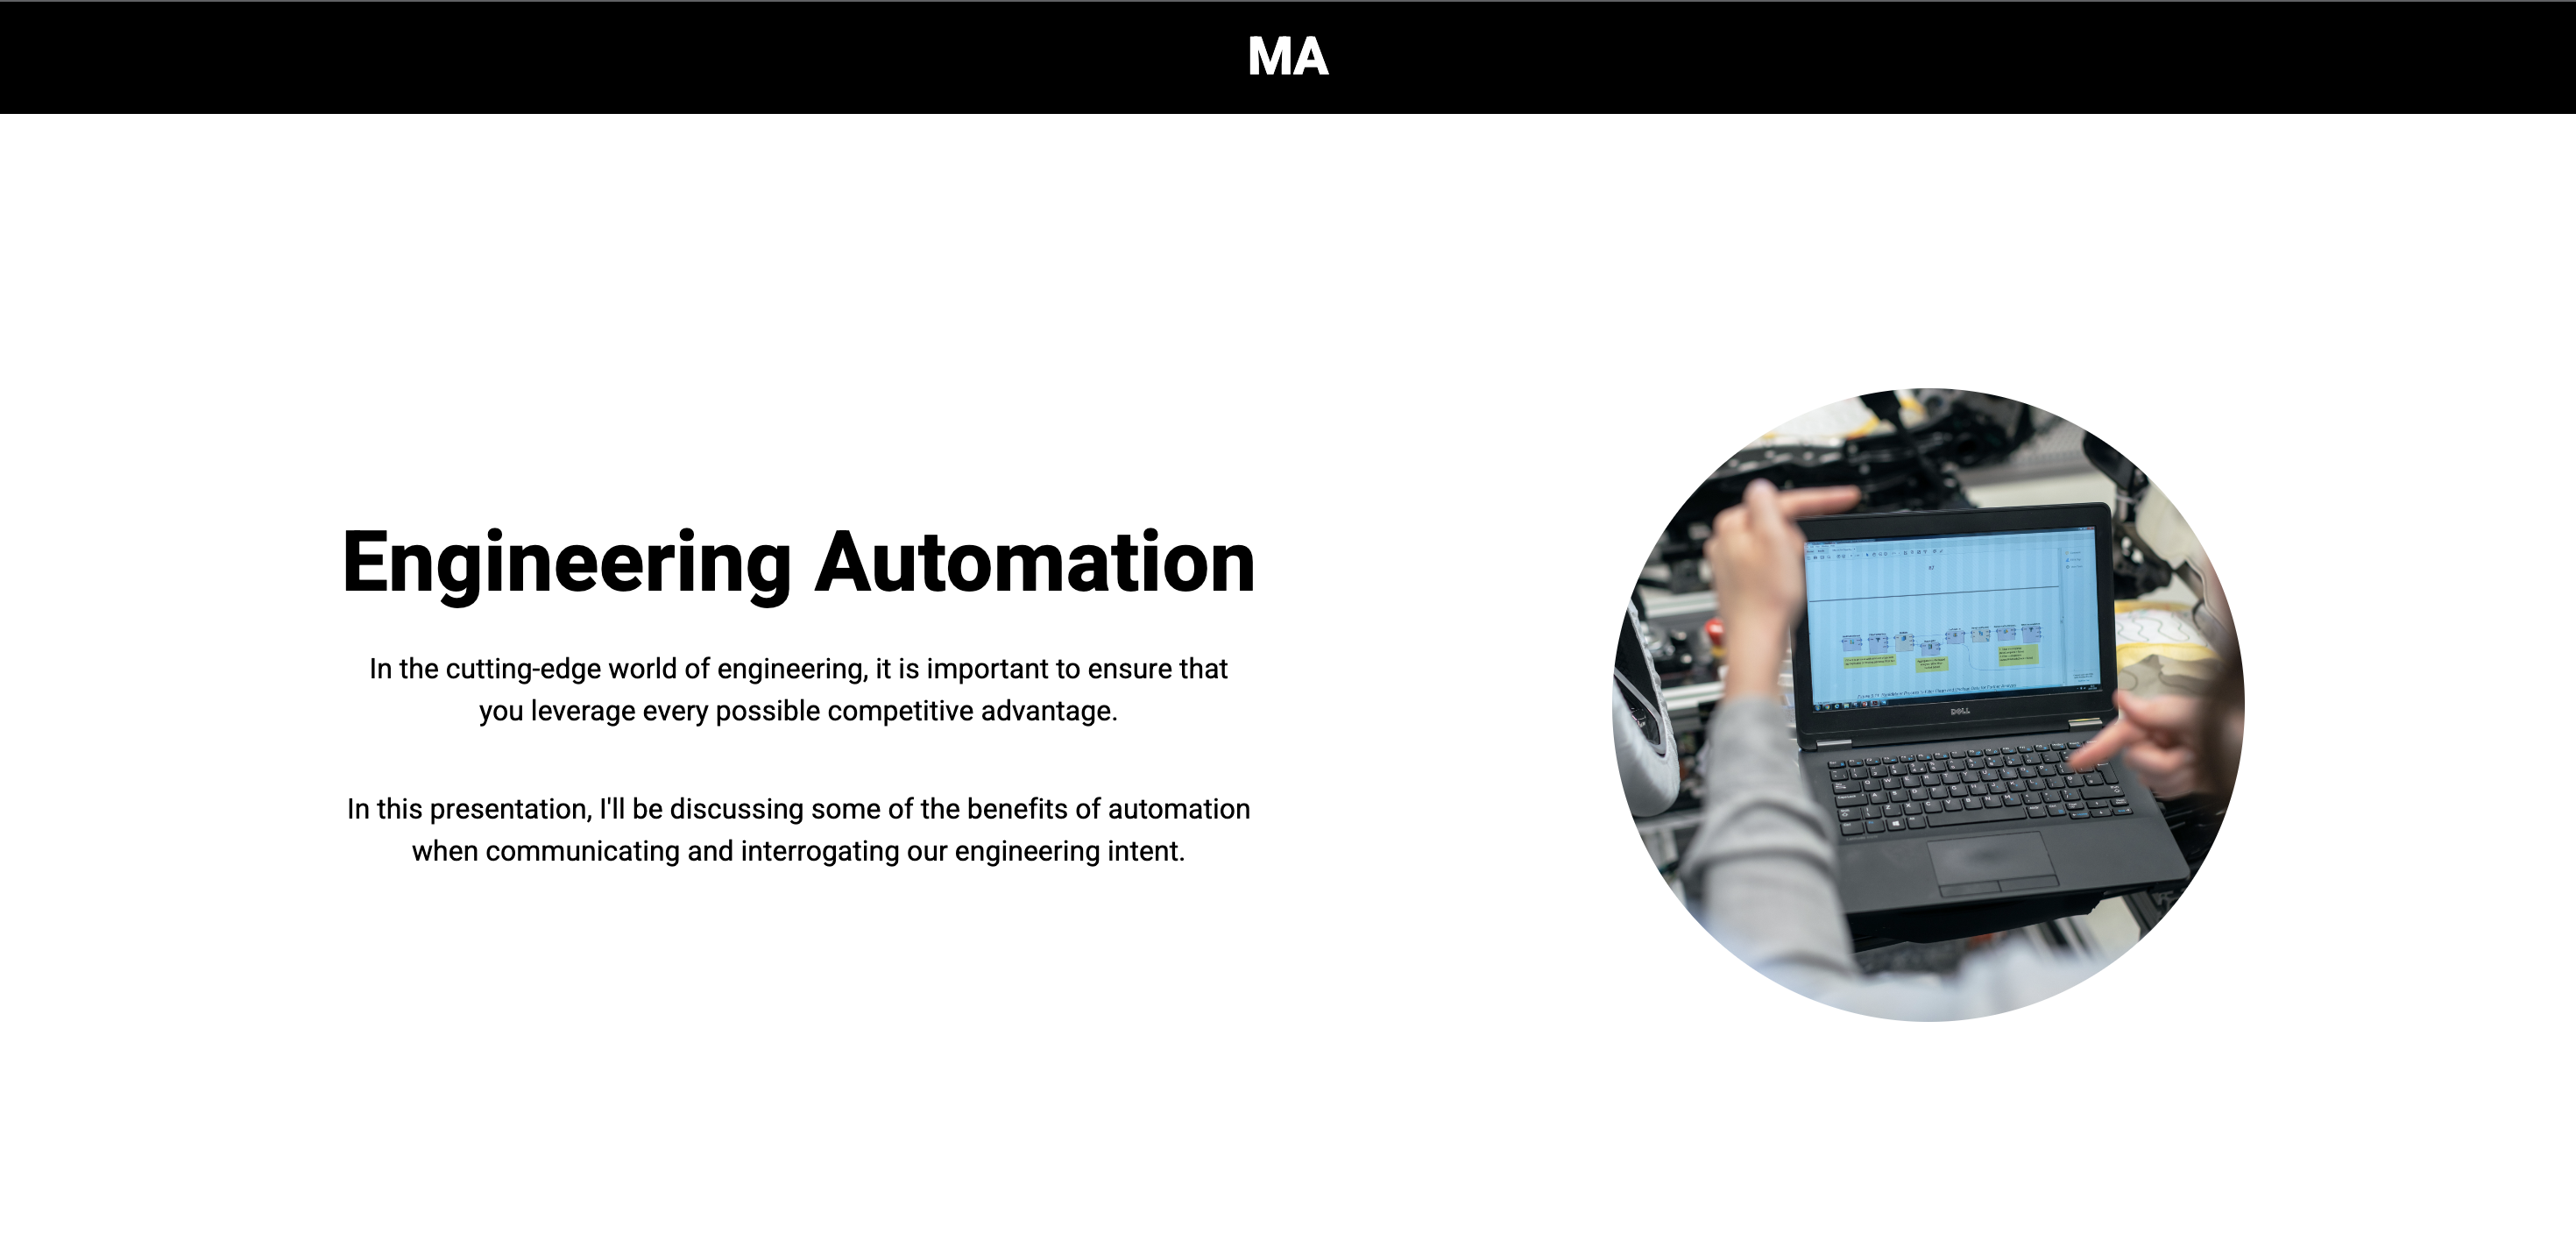 MA
Engineering Automation
In the cutting-edge world of engineering, it is important to ensure that
you leverage every possible competitive advantage.
In this presentation, I'll be discussing some of the benefits of automation
when communicating and interrogating our engineering intent.
DELL